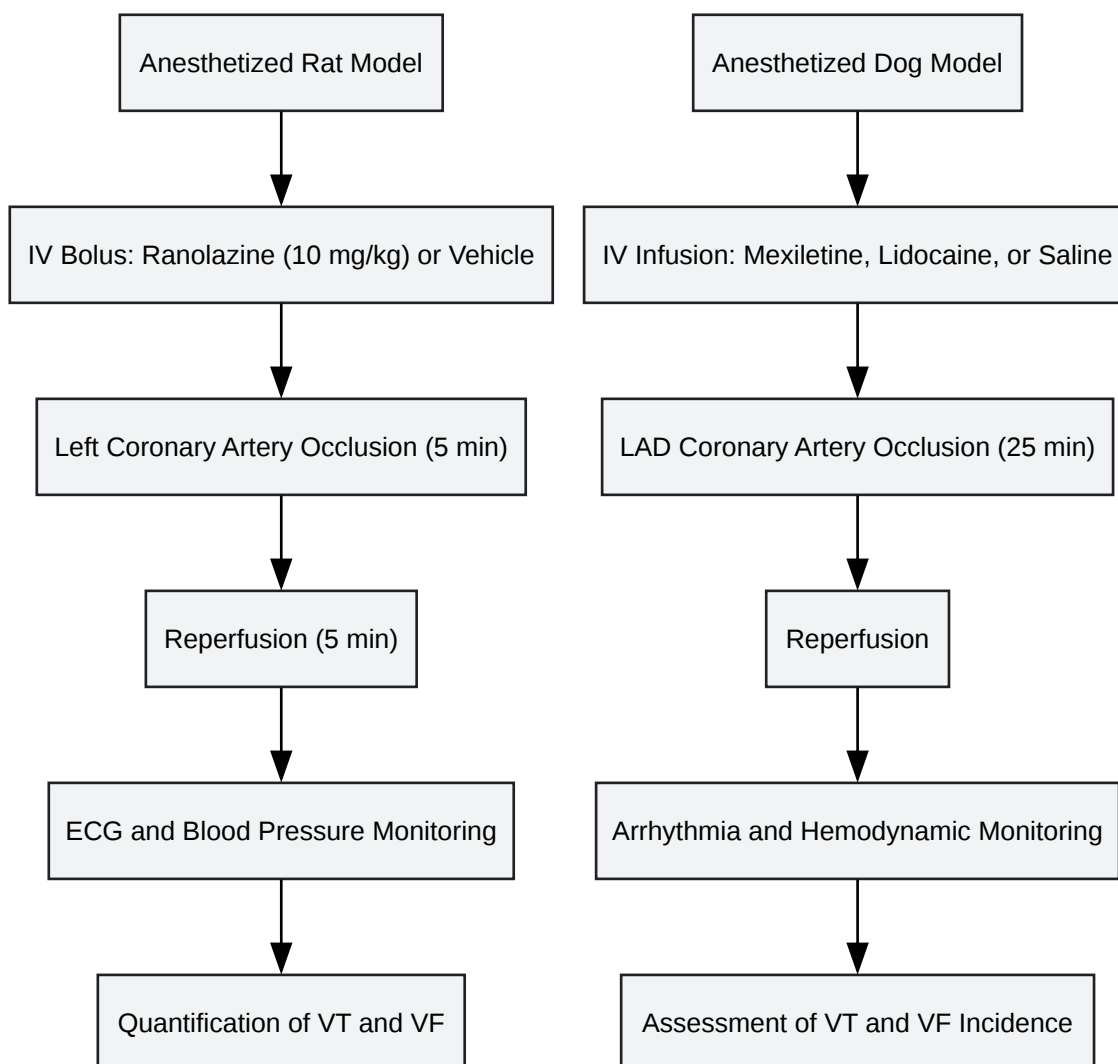 Anesthetized Rat Model
IV Bolus: Ranolazine (10 mg/kg) or Vehicle
Left Coronary Artery Occlusion (5 min)
Reperfusion (5 min)
ECG and Blood Pressure Monitoring
Quantification of VT and VF
Anesthetized Dog Model
IV Infusion: Mexiletine, Lidocaine, or Saline
LAD Coronary Artery Occlusion (25 min)
Reperfusion
Arrhythmia and Hemodynamic Monitoring
Assessment of VT and VF Incidence